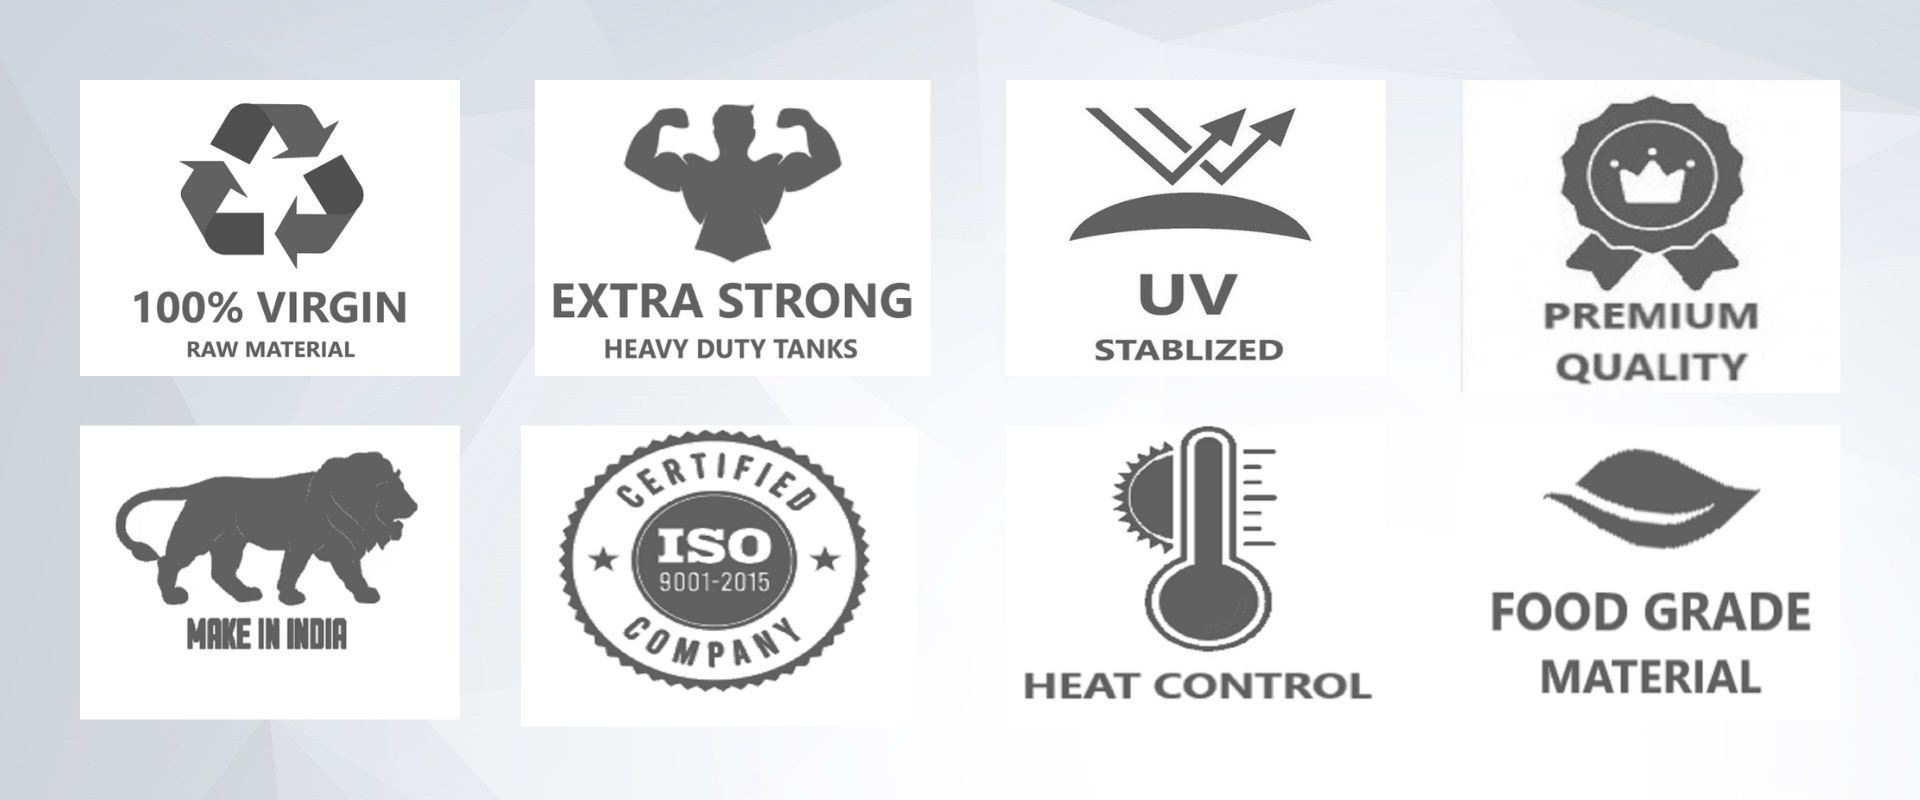 100% VIRGIN
RAW MATERIAL
EXTRA STRONG
HEAVY DUTY TANKS
UV
STABLIZED
PREMIUM
QUALITY
MAKE IN INDIA
CERTIFIED
ISO
9001-2015
COMPANY
HEAT CONTROL
FOOD GRADE
MATERIAL